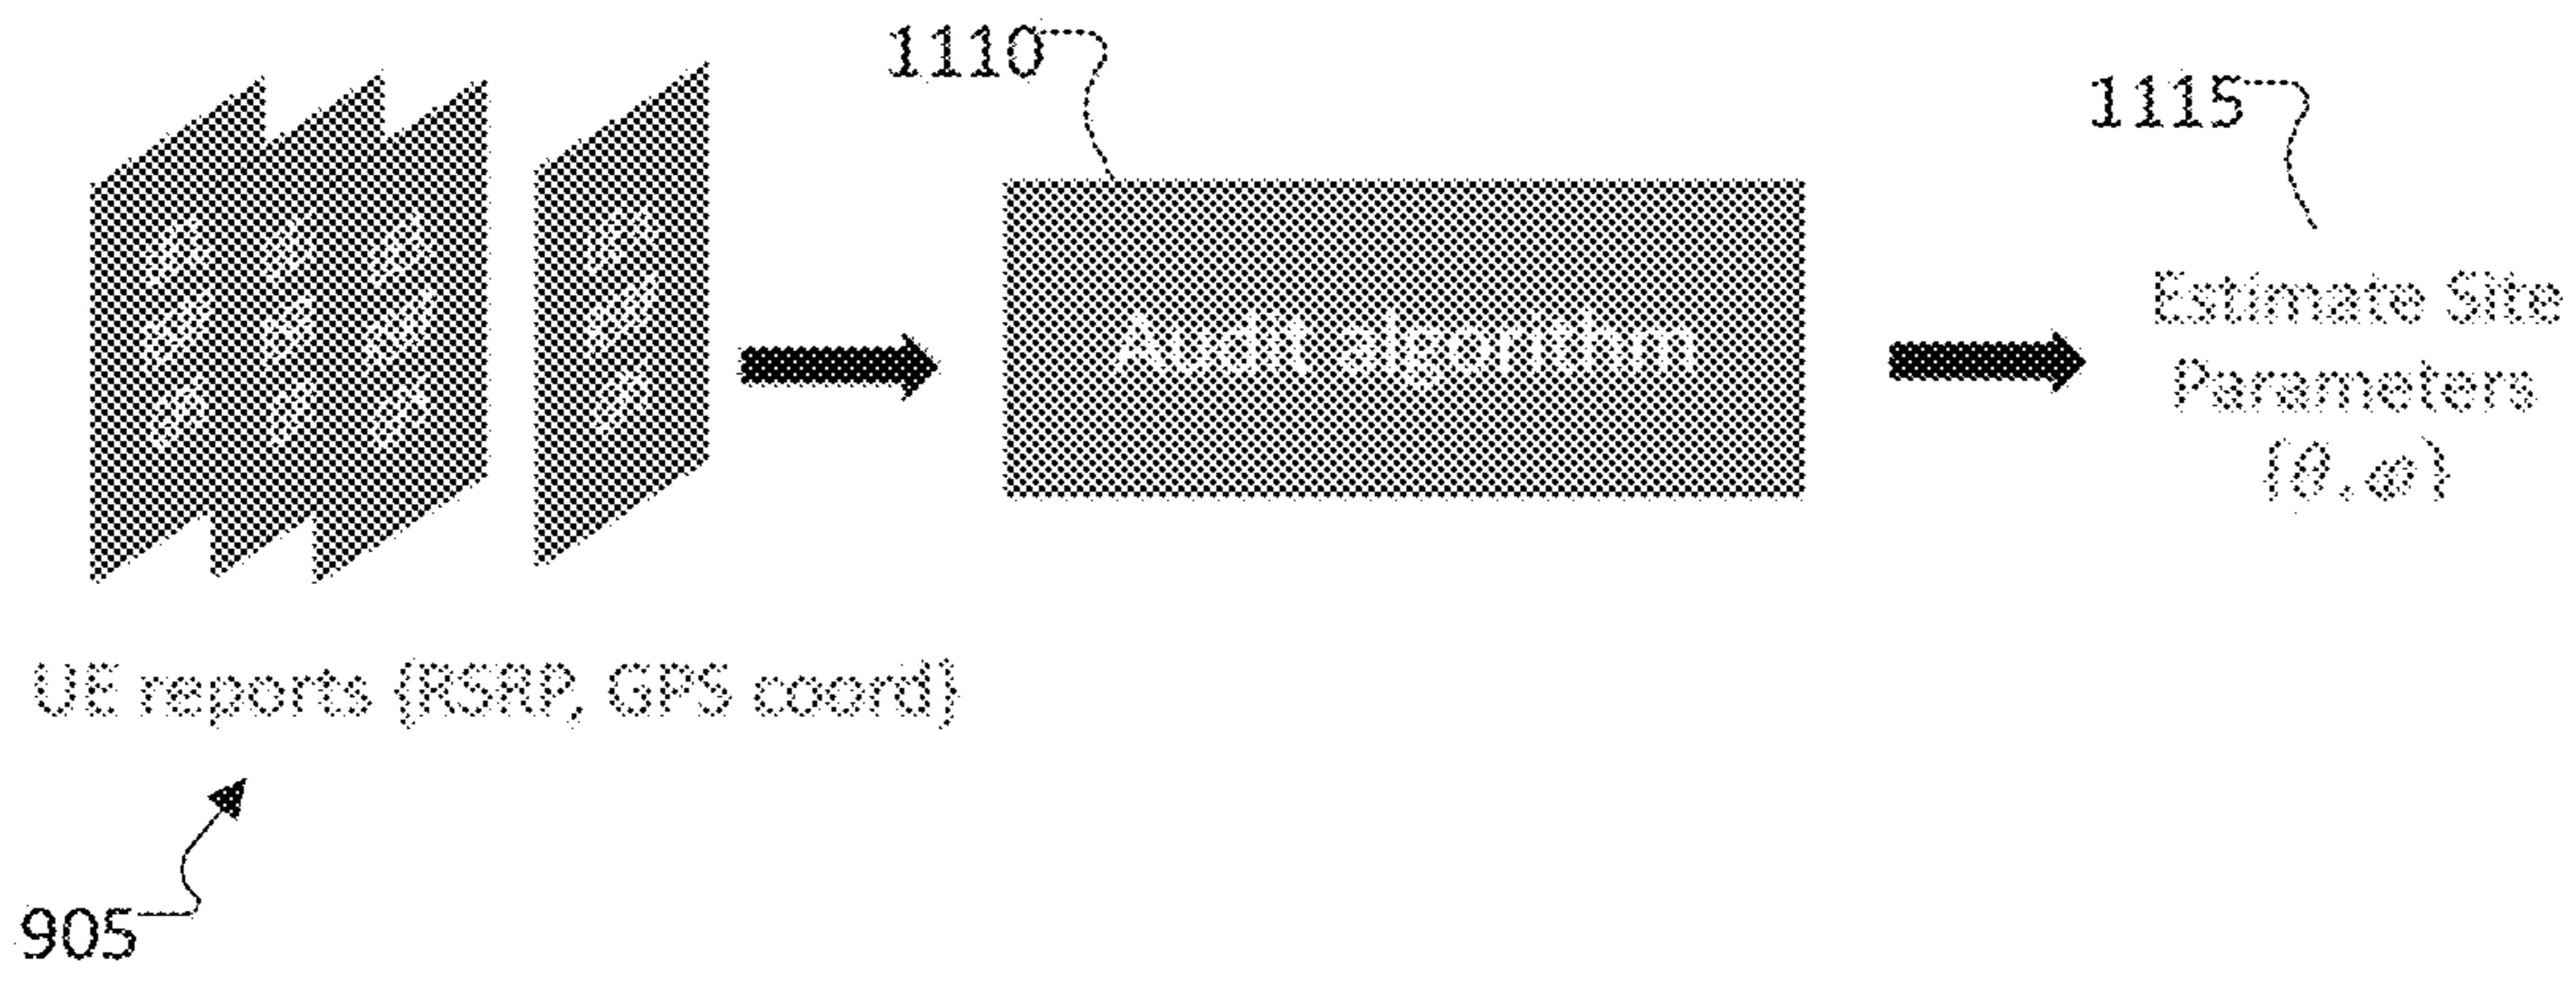 1110
1115
Audit algorithm
Estimate Site
Parameters
{θ, φ}
UE reports {RSRP, GPS coord}
905